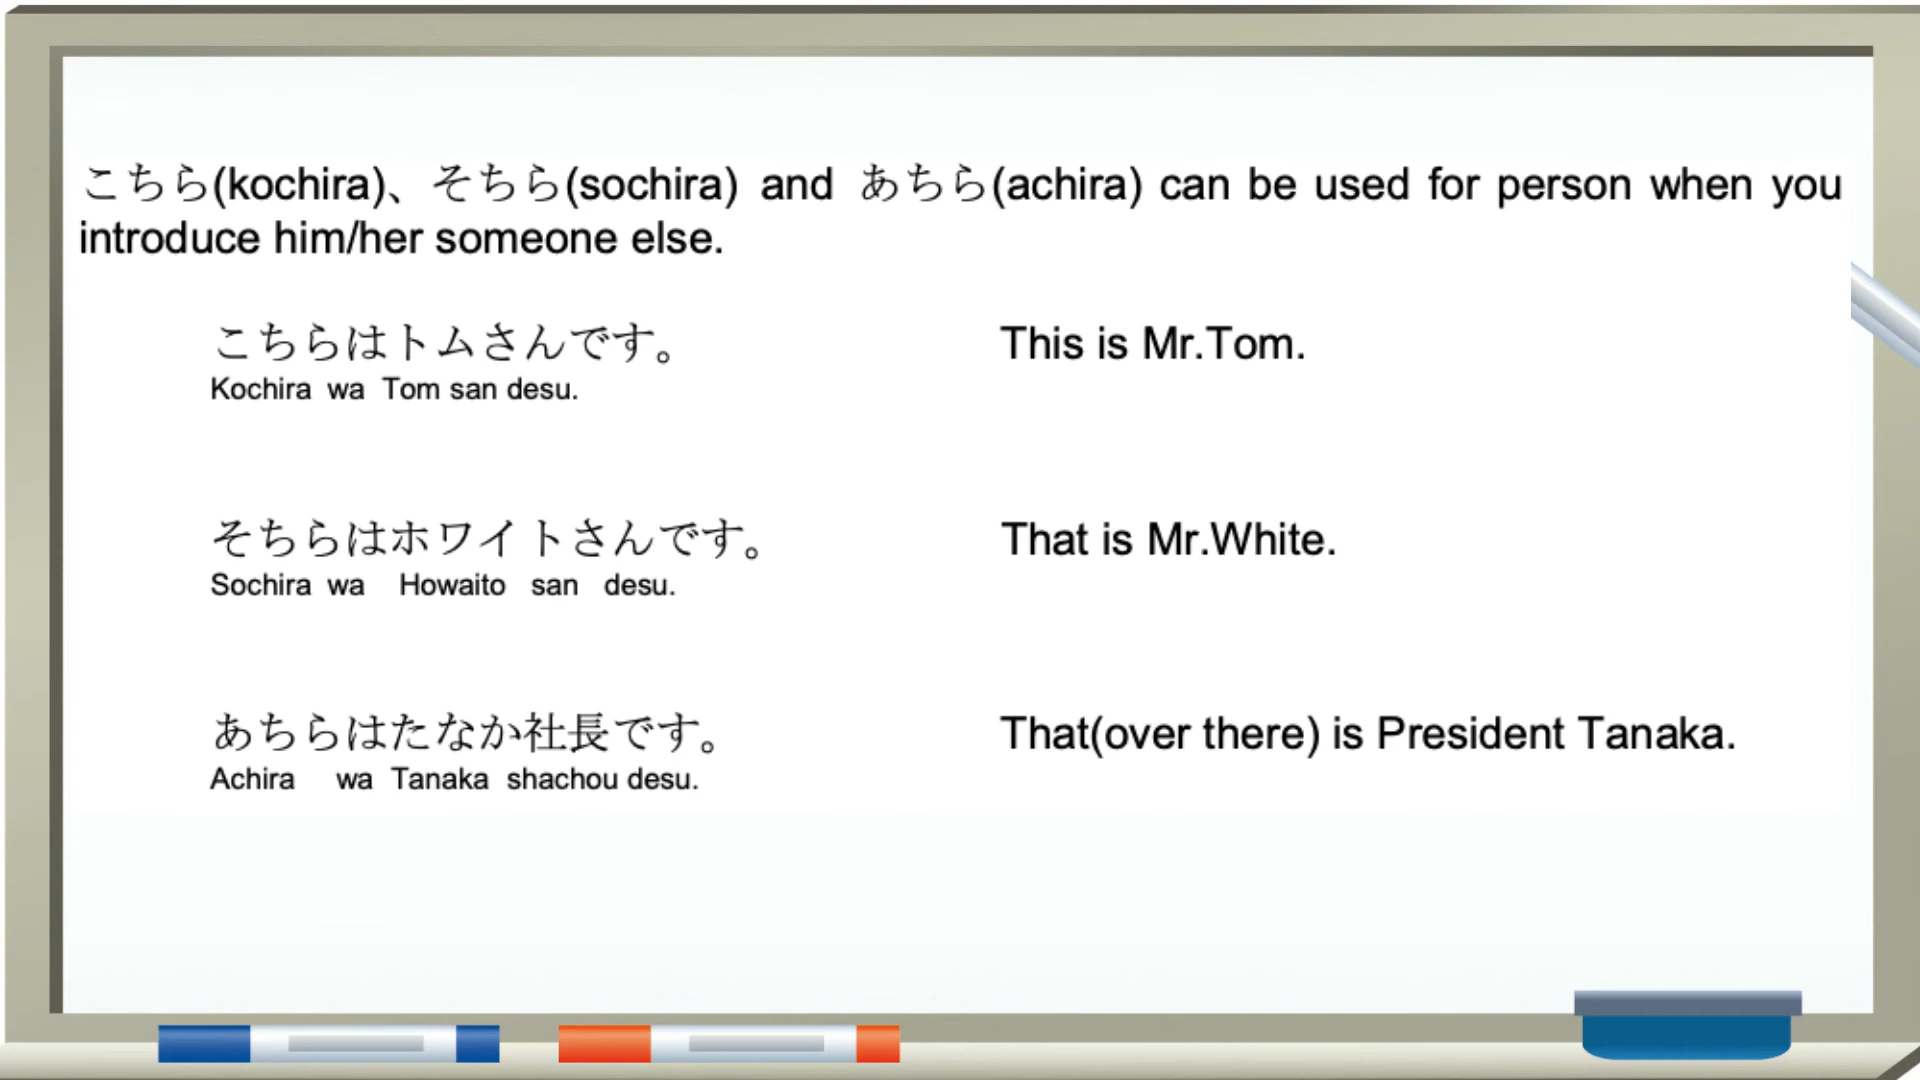 こちら(kochira)、そちら(sochira) and あちら(achira) can be used for person when you
introduce him/her someone else.
こちらはトムさんです。 This is Mr.Tom.
Kochira wa Tom san desu.
そちらはホワイトさんです。 That is Mr.White.
Sochira wa Howaito san desu.
あちらはたなか社長です。 That(over there) is President Tanaka.
Achira wa Tanaka shachou desu.